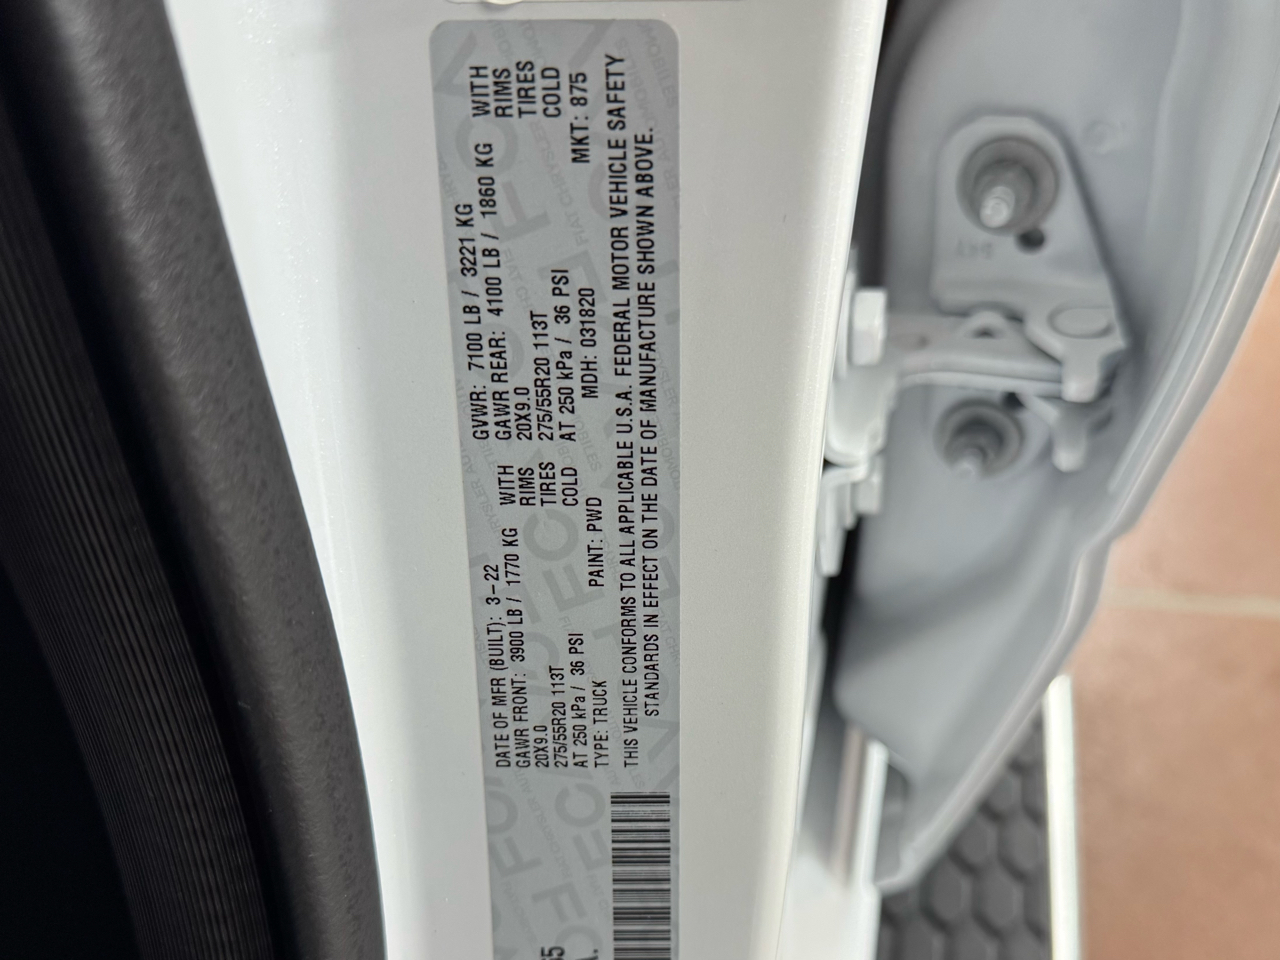 DATE OF MFR (BUILT): 3-22 GVWR: 7100 LB / 3221 KG
GAWR FRONT: 3900 LB / 1770 KG WITH GAWR REAR: 4100 LB / 1860 KG WITH
20X9.0 RIMS 20X9.0 RIMS
275/55R20 113T TIRES 275/55R20 113T TIRES
AT 250 kPa / 36 PSI COLD AT 250 kPa / 36 PSI COLD
TYPE: TRUCK PAINT: PWD MDH: 031820 MKT: 875
THIS VEHICLE CONFORMS TO ALL APPLICABLE U.S.A. FEDERAL MOTOR VEHICLE SAFETY
STANDARDS IN EFFECT ON THE DATE OF MANUFACTURE SHOWN ABOVE.